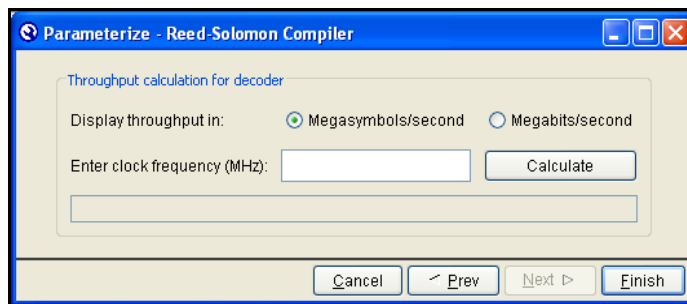 Parameterize - Reed-Solomon Compiler
Throughput calculation for decoder
Display throughput in: Megasymbols/second Megabits/second
Enter clock frequency (MHz): Calculate
Cancel Prev Next Finish